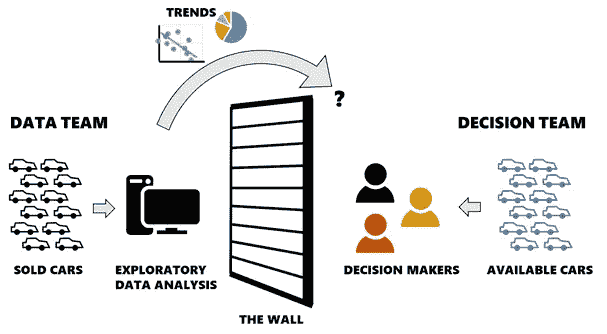 TRENDS
?
DATA TEAM
DECISION TEAM
SOLD CARS
EXPLORATORY
DATA ANALYSIS
DECISION MAKERS
AVAILABLE CARS
THE WALL